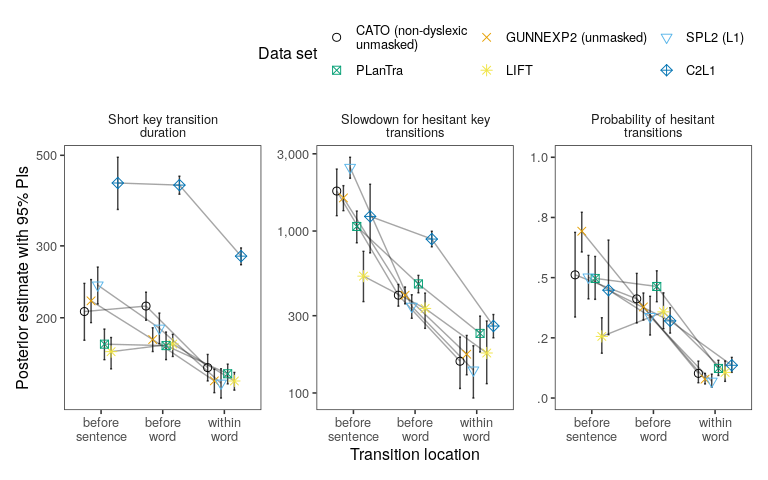 Data set
CATO (non-dyslexic
unmasked)
GUNNEXP2 (unmasked)
SPL2 (L1)
PLanTra
LIFT
C2L1
Short key transition
duration
Slowdown for hesitant key
transitions
Probability of hesitant
transitions
Posterior estimate with 95% PIs
500
300
200
3,000
1,000
300
100
1.0
.8
.5
.2
.0
before
sentence
before
word
within
word
before
sentence
before
word
within
word
before
sentence
before
word
within
word
Transition location